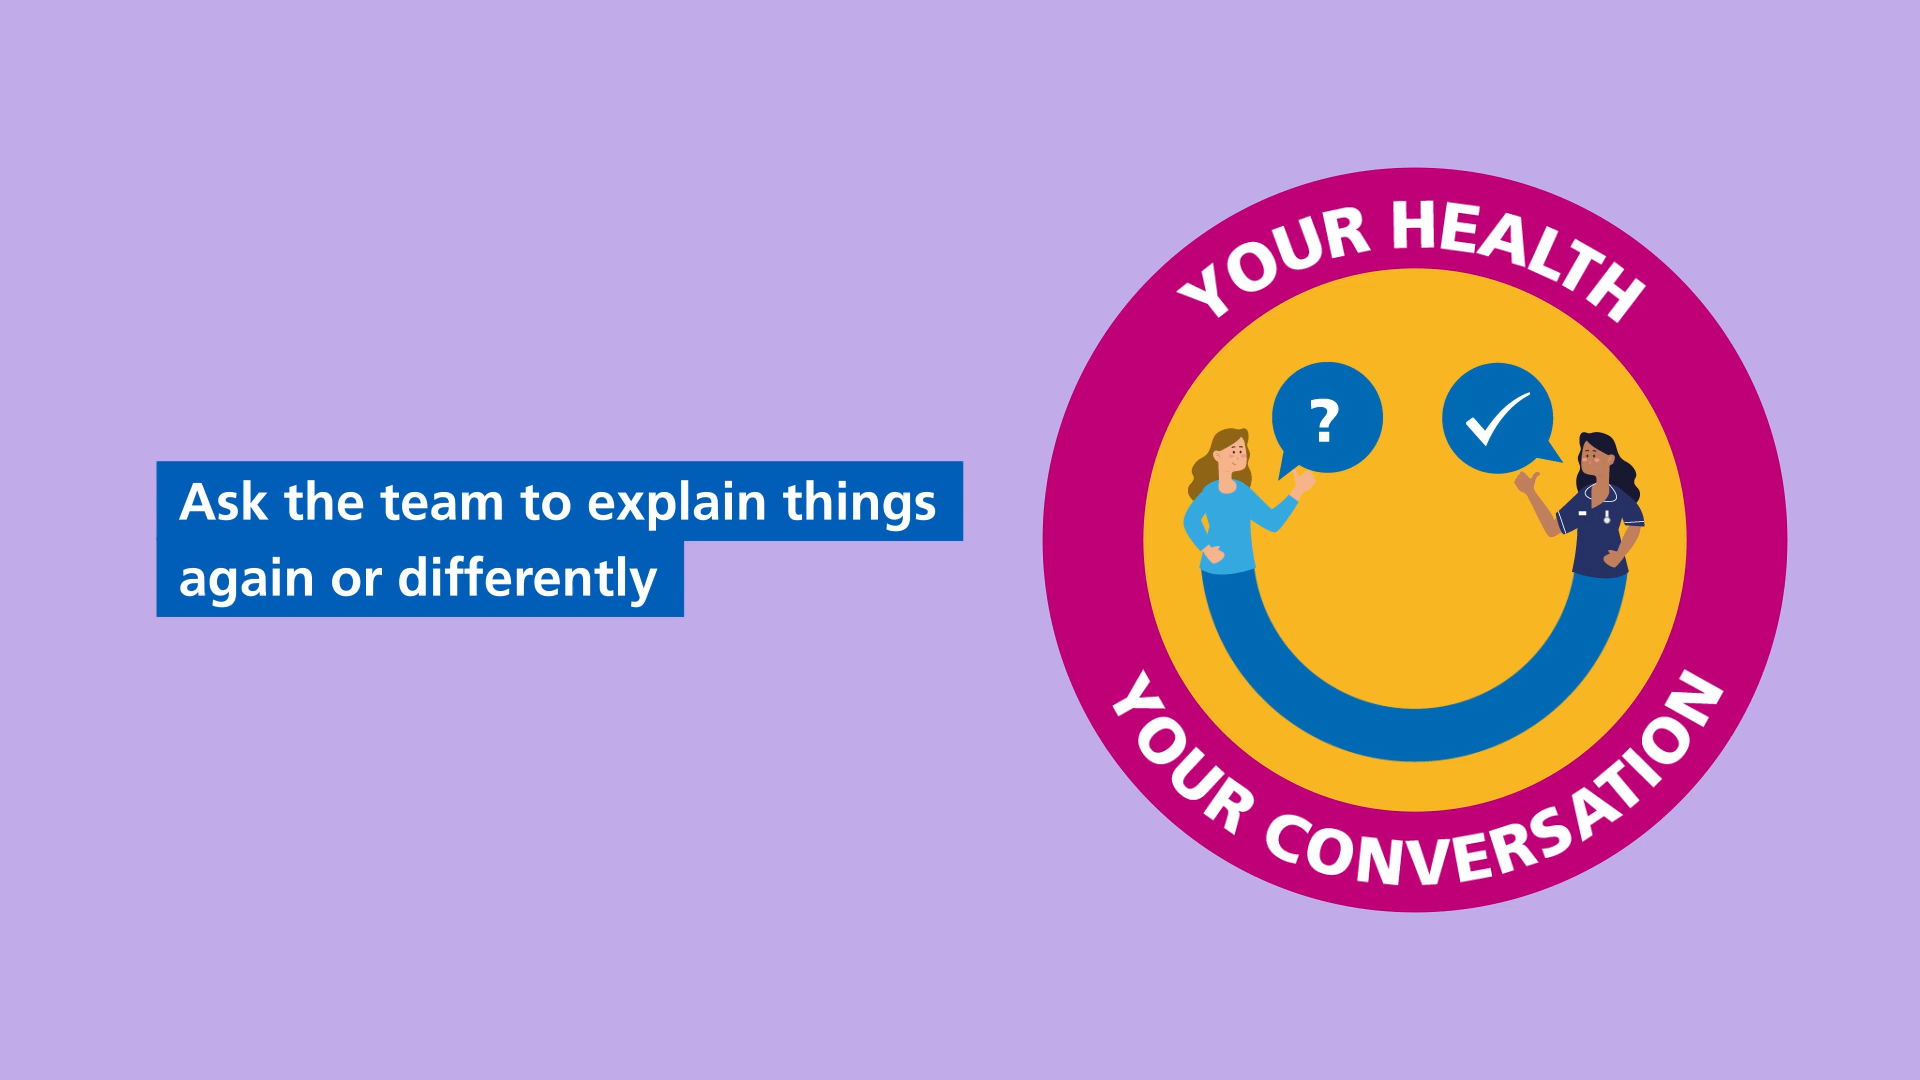 Ask the team to explain things
again or differently
YOUR HEALTH
?
YOUR CONVERSATION